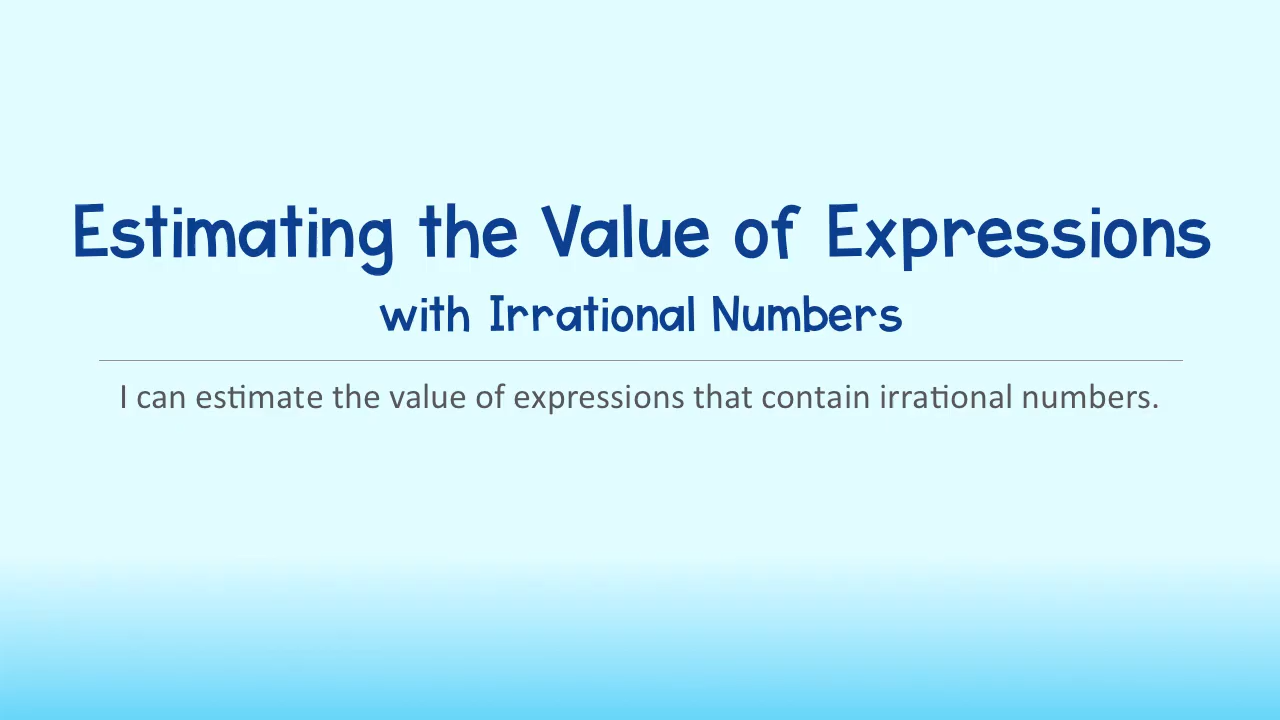 Estimating the Value of Expressions
with Irrational Numbers
I can estimate the value of expressions that contain irrational numbers.